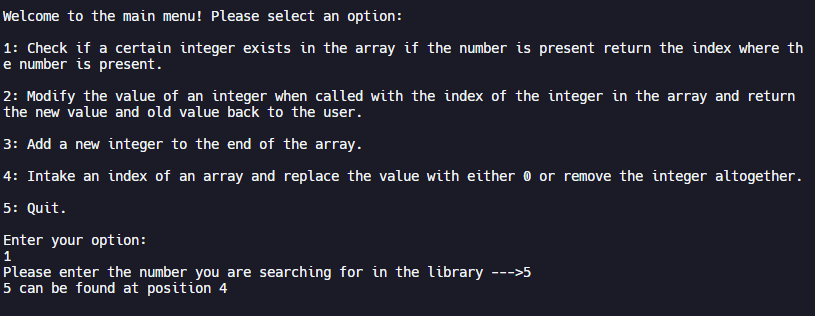 Welcome to the main menu! Please select an option:
1: Check if a certain integer exists in the array if the number is present return the index where th
e number is present.
2: Modify the value of an integer when called with the index of the integer in the array and return
the new value and old value back to the user.
3: Add a new integer to the end of the array.
4: Intake an index of an array and replace the value with either 0 or remove the integer altogether.
5: Quit.
Enter your option:
1
Please enter the number you are searching for in the library --->5
5 can be found at position 4